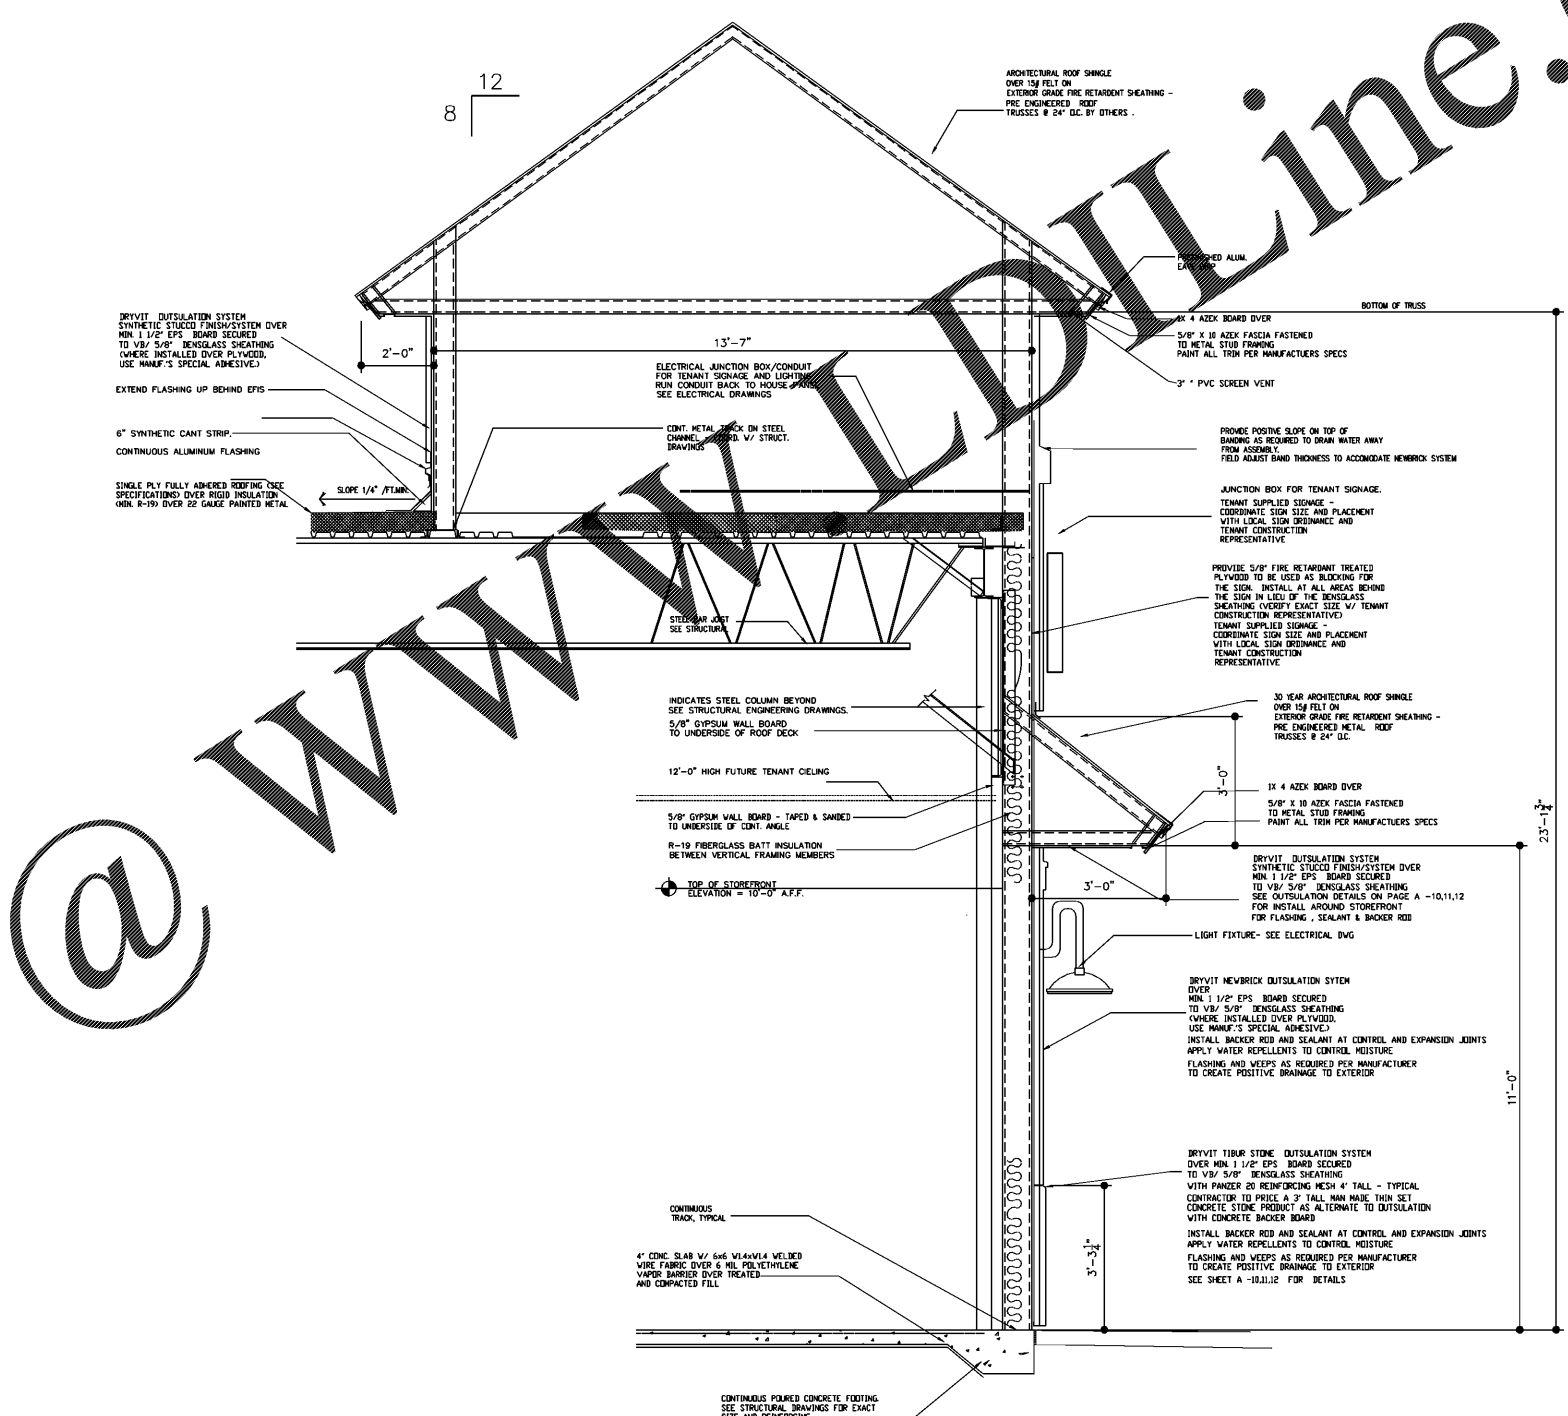 12
8
ARCHITECTURAL ROOF SHINGLE
OVER 15# FELT ON
EXTERIOR GRADE FIRE RETARDENT SHEATHING -
PRE ENGINEERED ROOF
TRUSSES @ 24" O.C. BY OTHERS .
EAVE DRIP
BOTTOM OF TRUSS
1X 4 AZEK BOARD OVER
5/8" X 10 AZEK FASCIA FASTENED
TO METAL STUD FRAMING
PAINT ALL TRIM PER MANUFACTUERS SPECS
3" " PVC SCREEN VENT
DRYVIT OUTSULATION SYSTEM
SYNTHETIC STUCCO FINISH/SYSTEM OVER
MIN. 1 1/2" EPS BOARD SECURED
TO VB/ 5/8" DENSGLASS SHEATHING
(WHERE INSTALLED OVER PLYWOOD,
USE MANUF.'S SPECIAL ADHESIVE.)
EXTEND FLASHING UP BEHIND EFIS
6" SYNTHETIC CANT STRIP.
CONTINUOUS ALUMINUM FLASHING
SINGLE PLY FULLY ADHERED ROOFING (SEE
SPECIFICATIONS) OVER RIGID INSULATION
(MIN. R-19) OVER 22 GAUGE PAINTED METAL
SLOPE 1/4" /FT.MIN.
2'-0"
13'-7"
ELECTRICAL JUNCTION BOX/CONDUIT
FOR TENANT SIGNAGE AND LIGHTING
RUN CONDUIT BACK TO HOUSE PANEL
SEE ELECTRICAL DRAWINGS
CONT. METAL TRACK ON STEEL
CHANNEL - COORD. W/ STRUCT.
DRAWINGS
PROVIDE POSITIVE SLOPE ON TOP OF
BANDING AS REQUIRED TO DRAIN WATER AWAY
FROM ASSEMBLY.
FIELD ADJUST BAND THICKNESS TO ACCOMODATE NEWBRICK SYSTEM
JUNCTION BOX FOR TENANT SIGNAGE.
TENANT SUPPLIED SIGNAGE -
COORDINATE SIGN SIZE AND PLACEMENT
WITH LOCAL SIGN ORDINANCE AND
TENANT CONSTRUCTION
REPRESENTATIVE
PROVIDE 5/8" FIRE RETARDANT TREATED
PLYWOOD TO BE USED AS BLOCKING FOR
THE SIGN. INSTALL AT ALL AREAS BEHIND
THE SIGN IN LIEU OF THE DENSGLASS
SHEATHING (VERIFY EXACT SIZE W/ TENANT
CONSTRUCTION REPRESENTATIVE)
TENANT SUPPLIED SIGNAGE -
COORDINATE SIGN SIZE AND PLACEMENT
WITH LOCAL SIGN ORDINANCE AND
TENANT CONSTRUCTION
REPRESENTATIVE
STEEL BAR JOIST
SEE STRUCTURAL
INDICATES STEEL COLUMN BEYOND
SEE STRUCTURAL ENGINEERING DRAWINGS.
5/8" GYPSUM WALL BOARD
TO UNDERSIDE OF ROOF DECK
12'-0" HIGH FUTURE TENANT CIELING
5/8" GYPSUM WALL BOARD - TAPED & SANDED
TO UNDERSIDE OF CONT. ANGLE
R-19 FIBERGLASS BATT INSULATION
BETWEEN VERTICAL FRAMING MEMBERS
TOP OF STOREFRONT
ELEVATION = 10'-0" A.F.F.
30 YEAR ARCHITECTURAL ROOF SHINGLE
OVER 15# FELT ON
EXTERIOR GRADE FIRE RETARDENT SHEATHING -
PRE ENGINEERED METAL ROOF
TRUSSES @ 24" O.C.
3'-0"
1X 4 AZEK BOARD OVER
5/8" X 10 AZEK FASCIA FASTENED
TO METAL STUD FRAMING
PAINT ALL TRIM PER MANUFACTUERS SPECS
23'-1 3/4"
3'-0"
DRYVIT OUTSULATION SYSTEM
SYNTHETIC STUCCO FINISH/SYSTEM OVER
MIN. 1 1/2" EPS BOARD SECURED
TO VB/ 5/8" DENSGLASS SHEATHING
SEE OUTSULATION DETAILS ON PAGE A -10,11,12
FOR INSTALL AROUND STOREFRONT
FOR FLASHING , SEALANT & BACKER ROD
LIGHT FIXTURE- SEE ELECTRICAL DWG
DRYVIT NEWBRICK OUTSULATION SYTEM
OVER
MIN. 1 1/2" EPS BOARD SECURED
TO VB/ 5/8" DENSGLASS SHEATHING
(WHERE INSTALLED OVER PLYWOOD,
USE MANUF.'S SPECIAL ADHESIVE.)
INSTALL BACKER ROD AND SEALANT AT CONTROL AND EXPANSION JOINTS
APPLY WATER REPELLENTS TO CONTROL MOISTURE
FLASHING AND WEEPS AS REQUIRED PER MANUFACTURER
TO CREATE POSITIVE DRAINAGE TO EXTERIOR
11'-0"
DRYVIT TIBUR STONE OUTSULATION SYSTEM
OVER MIN. 1 1/2" EPS BOARD SECURED
TO VB/ 5/8" DENSGLASS SHEATHING
WITH PANZER 20 REINFORCING MESH 4' TALL - TYPICAL
CONTRACTOR TO PRICE A 3' TALL MAN MADE THIN SET
CONCRETE STONE PRODUCT AS ALTERNATE TO OUTSULATION
WITH CONCRETE BACKER BOARD
INSTALL BACKER ROD AND SEALANT AT CONTROL AND EXPANSION JOINTS
APPLY WATER REPELLENTS TO CONTROL MOISTURE
FLASHING AND WEEPS AS REQUIRED PER MANUFACTURER
TO CREATE POSITIVE DRAINAGE TO EXTERIOR
SEE SHEET A -10,11,12 FOR DETAILS
3'-3 1/4"
CONTINUOUS
TRACK, TYPICAL
4" CONC. SLAB W/ 6x6 W1.4xW1.4 WELDED
WIRE FABRIC OVER 6 MIL POLYETHYLENE
VAPOR BARRIER OVER TREATED
AND COMPACTED FILL
CONTINUOUS POURED CONCRETE FOOTING.
SEE STRUCTURAL DRAWINGS FOR EXACT
@ WWW.LDILine.